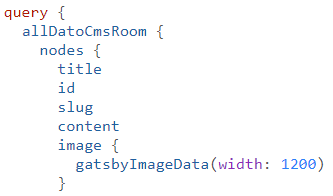 query {
  allDatoCmsRoom {
    nodes {
      title
      id
      slug
      content
      image {
        gatsbyImageData(width: 1200)
      }